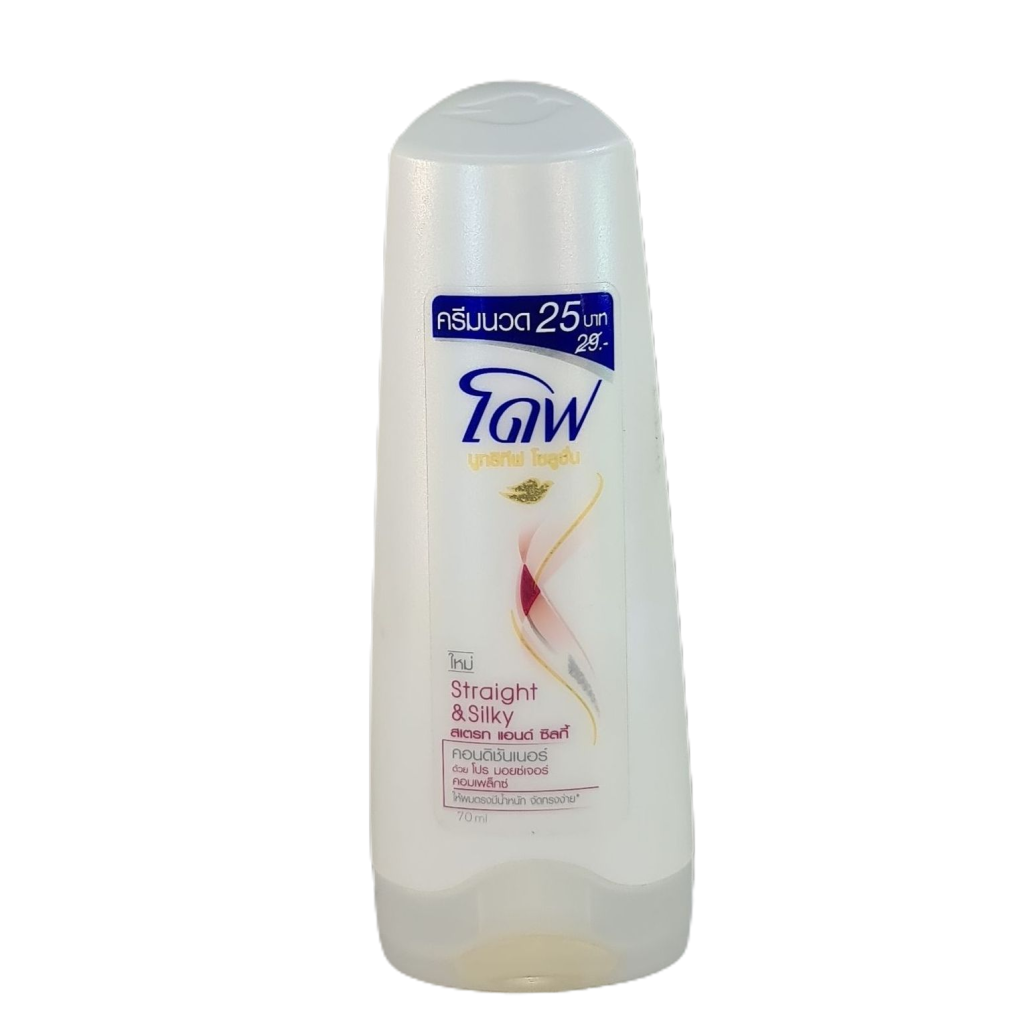 ครีมนวด 25 บาท
29.-
โดฟ
นูทริทีฟ โซลูชั่น
ใหม่
Straight
&Silky
สเตรท แอนด์ ซิลกี้
คอนดิชันเนอร์
ด้วย โปร มอยซ์เจอร์
คอมเพล็กซ์
ให้ผมตรงมีน้ำหนัก จัดทรงง่าย*
70 ml